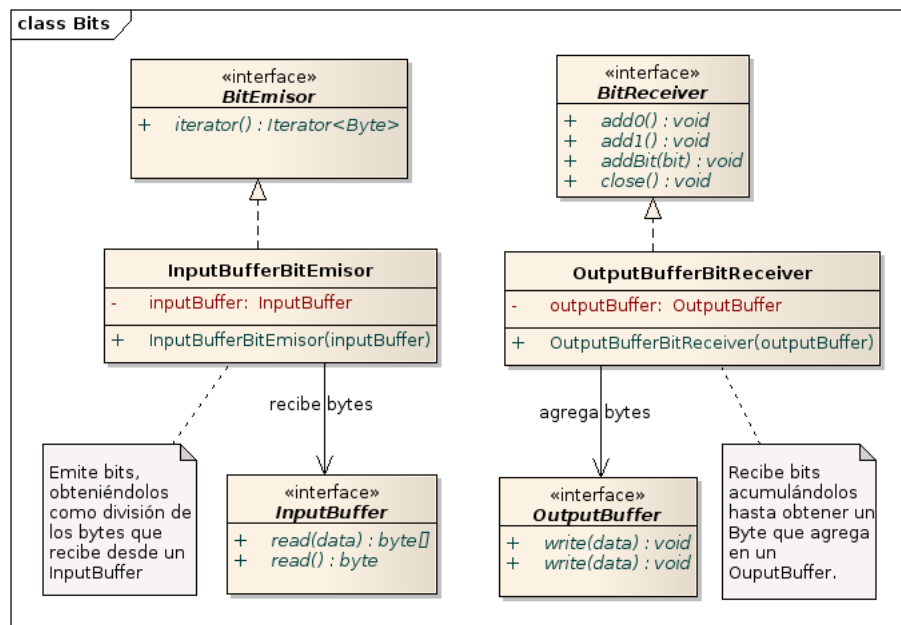 class Bits
«interface»
BitEmisor
+ iterator() : Iterator<Byte>
«interface»
BitReceiver
+ add0() : void
+ add1() : void
+ addBit(bit) : void
+ close() : void
InputBufferBitEmisor
- inputBuffer: InputBuffer
+ InputBufferBitEmisor(inputBuffer)
OutputBufferBitReceiver
- outputBuffer: OutputBuffer
+ OutputBufferBitReceiver(outputBuffer)
recibe bytes
agrega bytes
Emite bits,
obteniéndolos
como división de
los bytes que
recibe desde un
InputBuffer
«interface»
InputBuffer
+ read(data) : byte[]
+ read() : byte
«interface»
OutputBuffer
+ write(data) : void
+ write(data) : void
Recibe bits
acumulándolos
hasta obtener un
Byte que agrega
en un
OuputBuffer.